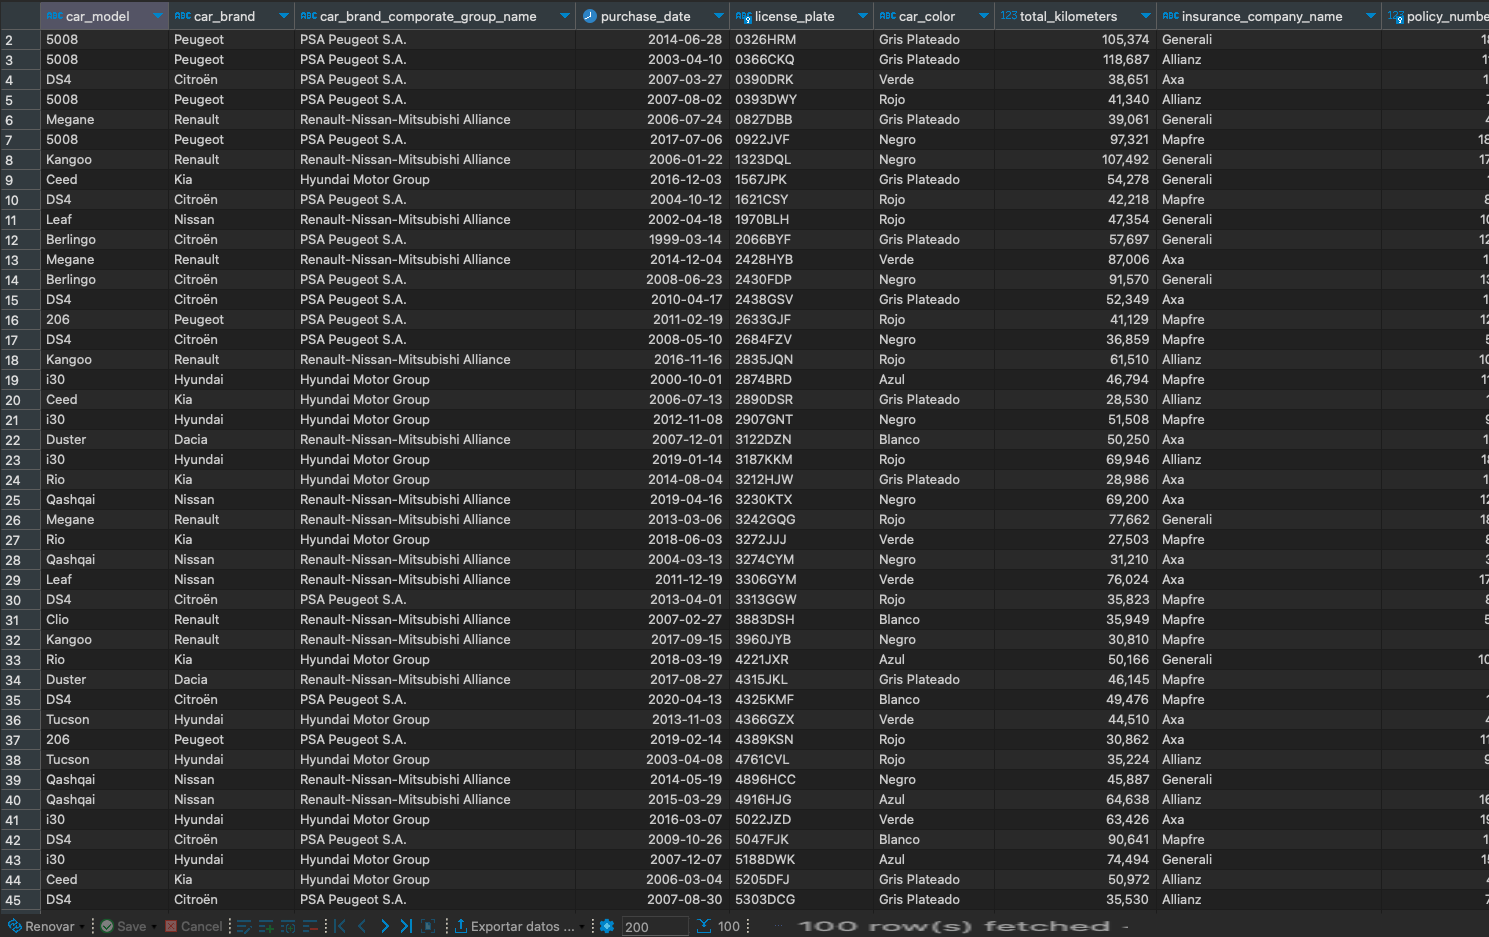 ABC car_model ABC car_brand ABC car_brand_comporate_group_name purchase_date ABC license_plate ABC car_color 123 total_kilometers ABC insurance_company_name 123 policy_numbe
2 5008 Peugeot PSA Peugeot S.A. 2014-06-28 0326HRM Gris Plateado 105,374 Generali 18
3 5008 Peugeot PSA Peugeot S.A. 2003-04-10 0366CKQ Gris Plateado 118,687 Allianz 11
4 DS4 Citroën PSA Peugeot S.A. 2007-03-27 0390DRK Verde 38,651 Axa 1
5 5008 Peugeot PSA Peugeot S.A. 2007-08-02 0393DWY Rojo 41,340 Allianz 7
6 Megane Renault Renault-Nissan-Mitsubishi Alliance 2006-07-24 0827DBB Gris Plateado 39,061 Generali 4
7 5008 Peugeot PSA Peugeot S.A. 2017-07-06 0922JVF Negro 97,321 Mapfre 18
8 Kangoo Renault Renault-Nissan-Mitsubishi Alliance 2006-01-22 1323DQL Negro 107,492 Generali 17
9 Ceed Kia Hyundai Motor Group 2016-12-03 1567JPK Gris Plateado 54,278 Generali
10 DS4 Citroën PSA Peugeot S.A. 2004-10-12 1621CSY Rojo 42,218 Mapfre 8
11 Leaf Nissan Renault-Nissan-Mitsubishi Alliance 2002-04-18 1970BLH Rojo 47,354 Generali 10
12 Berlingo Citroën PSA Peugeot S.A. 1999-03-14 2066BYF Gris Plateado 57,697 Generali 12
13 Megane Renault Renault-Nissan-Mitsubishi Alliance 2014-12-04 2428HYB Verde 87,006 Axa 1
14 Berlingo Citroën PSA Peugeot S.A. 2008-06-23 2430FDP Negro 91,570 Generali 13
15 DS4 Citroën PSA Peugeot S.A. 2010-04-17 2438GSV Gris Plateado 52,349 Axa 1
16 206 Peugeot PSA Peugeot S.A. 2011-02-19 2633GJF Rojo 41,129 Mapfre 12
17 DS4 Citroën PSA Peugeot S.A. 2008-05-10 2684FZV Negro 36,859 Mapfre 5
18 Kangoo Renault Renault-Nissan-Mitsubishi Alliance 2016-11-16 2835JQN Rojo 61,510 Allianz 10
19 i30 Hyundai Hyundai Motor Group 2000-10-01 2874BRD Azul 46,794 Mapfre 11
20 Ceed Kia Hyundai Motor Group 2006-07-13 2890DSR Gris Plateado 28,530 Allianz
21 i30 Hyundai Hyundai Motor Group 2012-11-08 2907GNT Negro 51,508 Mapfre 9
22 Duster Dacia Renault-Nissan-Mitsubishi Alliance 2007-12-01 3122DZN Blanco 50,250 Axa 1
23 i30 Hyundai Hyundai Motor Group 2019-01-14 3187KKM Rojo 69,946 Allianz 18
24 Rio Kia Hyundai Motor Group 2014-08-04 3212HJW Gris Plateado 28,986 Axa 1
25 Qashqai Nissan Renault-Nissan-Mitsubishi Alliance 2019-04-16 3230KTX Negro 69,200 Axa 12
26 Megane Renault Renault-Nissan-Mitsubishi Alliance 2013-03-06 3242GQG Rojo 77,662 Generali 18
27 Rio Kia Hyundai Motor Group 2018-06-03 3272JJJ Verde 27,503 Mapfre 8
28 Qashqai Nissan Renault-Nissan-Mitsubishi Alliance 2004-03-13 3274CYM Negro 31,210 Axa 3
29 Leaf Nissan Renault-Nissan-Mitsubishi Alliance 2011-12-19 3306GYM Verde 76,024 Axa 17
30 DS4 Citroën PSA Peugeot S.A. 2013-04-01 3313GGW Rojo 35,823 Mapfre 8
31 Clio Renault Renault-Nissan-Mitsubishi Alliance 2007-02-27 3883DSH Blanco 35,949 Mapfre 5
32 Kangoo Renault Renault-Nissan-Mitsubishi Alliance 2017-09-15 3960JYB Negro 30,810 Mapfre
33 Rio Kia Hyundai Motor Group 2018-03-19 4221JXR Azul 50,166 Generali 10
34 Duster Dacia Renault-Nissan-Mitsubishi Alliance 2017-08-27 4315JKL Gris Plateado 46,145 Mapfre
35 DS4 Citroën PSA Peugeot S.A. 2020-04-13 4325KMF Blanco 49,476 Mapfre 1
36 Tucson Hyundai Hyundai Motor Group 2013-11-03 4366GZX Verde 44,510 Axa 4
37 206 Peugeot PSA Peugeot S.A. 2019-02-14 4389KSN Rojo 30,862 Axa 11
38 Tucson Hyundai Hyundai Motor Group 2003-04-08 4761CVL Rojo 35,224 Allianz 9
39 Qashqai Nissan Renault-Nissan-Mitsubishi Alliance 2014-05-19 4896HCC Negro 45,887 Generali
40 Qashqai Nissan Renault-Nissan-Mitsubishi Alliance 2015-03-29 4916HJG Azul 64,638 Allianz 16
41 i30 Hyundai Hyundai Motor Group 2016-03-07 5022JZD Verde 63,426 Axa 19
42 DS4 Citroën PSA Peugeot S.A. 2009-10-26 5047FJK Blanco 90,641 Mapfre 1
43 i30 Hyundai Hyundai Motor Group 2007-12-07 5188DWK Azul 74,494 Generali 15
44 Ceed Kia Hyundai Motor Group 2006-03-04 5205DFJ Gris Plateado 50,972 Allianz 4
45 DS4 Citroën PSA Peugeot S.A. 2007-08-30 5303DCG Gris Plateado 35,530 Allianz 7
Renovar Save Cancel Exportar datos ... 200 100 100 row(s) fetched -